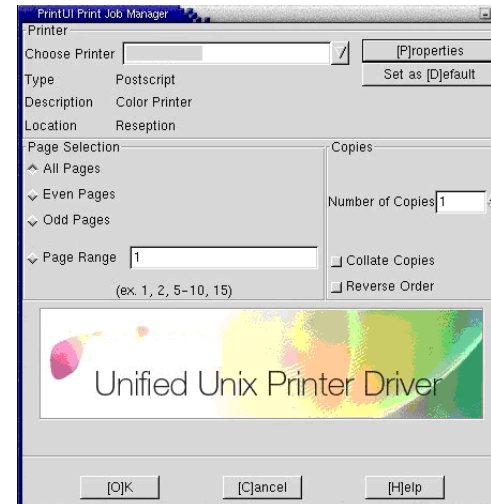 PrintUI Print Job Manager
Printer
Choose Printer
[P]roperties
Type Postscript
Set as [D]efault
Description Color Printer
Location Reseption
Page Selection
All Pages
Even Pages
Odd Pages
Page Range 1
(ex. 1, 2, 5-10, 15)
Copies
Number of Copies 1
Collate Copies
Reverse Order
Unified Unix Printer Driver
[O]K
[C]ancel
[H]elp